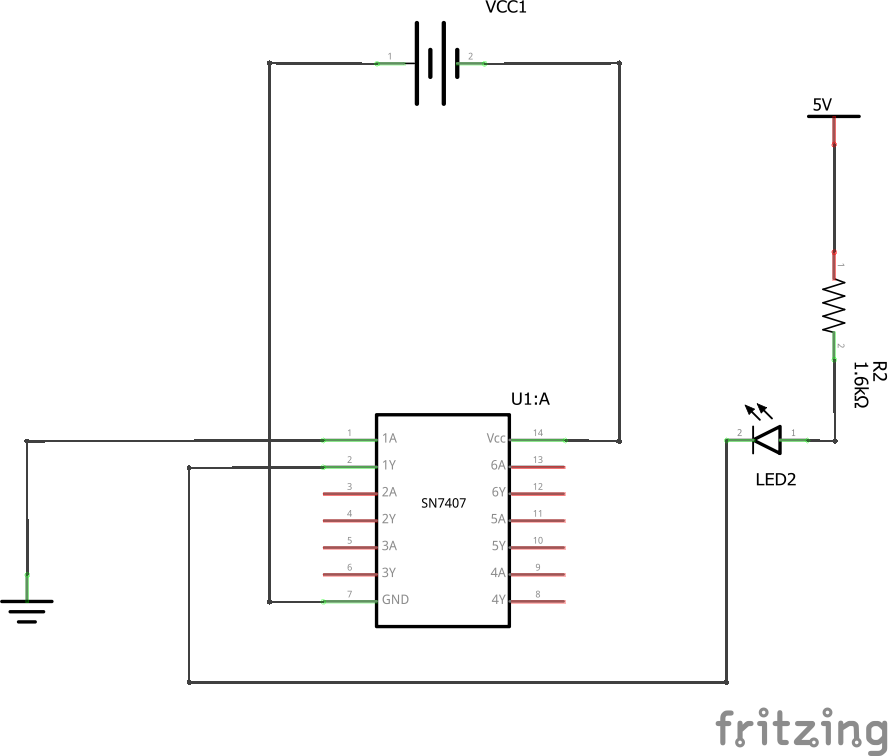 VCC1
1
2
5V
1
2
R2
1.6kΩ
U1:A
1
1A
Vcc
14
2
1Y
6A
13
3
2A
6Y
12
SN7407
4
2Y
5A
11
5
3A
5Y
10
6
3Y
4A
9
7
GND
4Y
8
2
1
LED2
fritzing